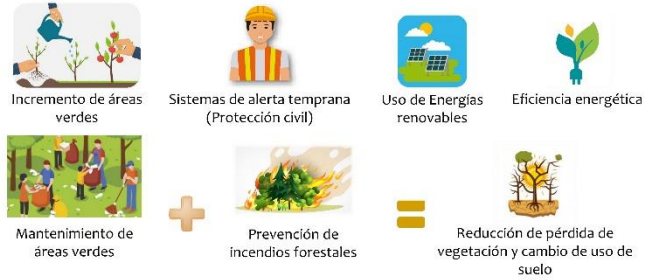 Incremento de áreas
verdes
Sistemas de alerta temprana
(Protección civil)
Uso de Energías
renovables
Eficiencia energética
Mantenimiento de
áreas verdes
Prevención de
incendios forestales
Reducción de pérdida de
vegetación y cambio de uso de
suelo